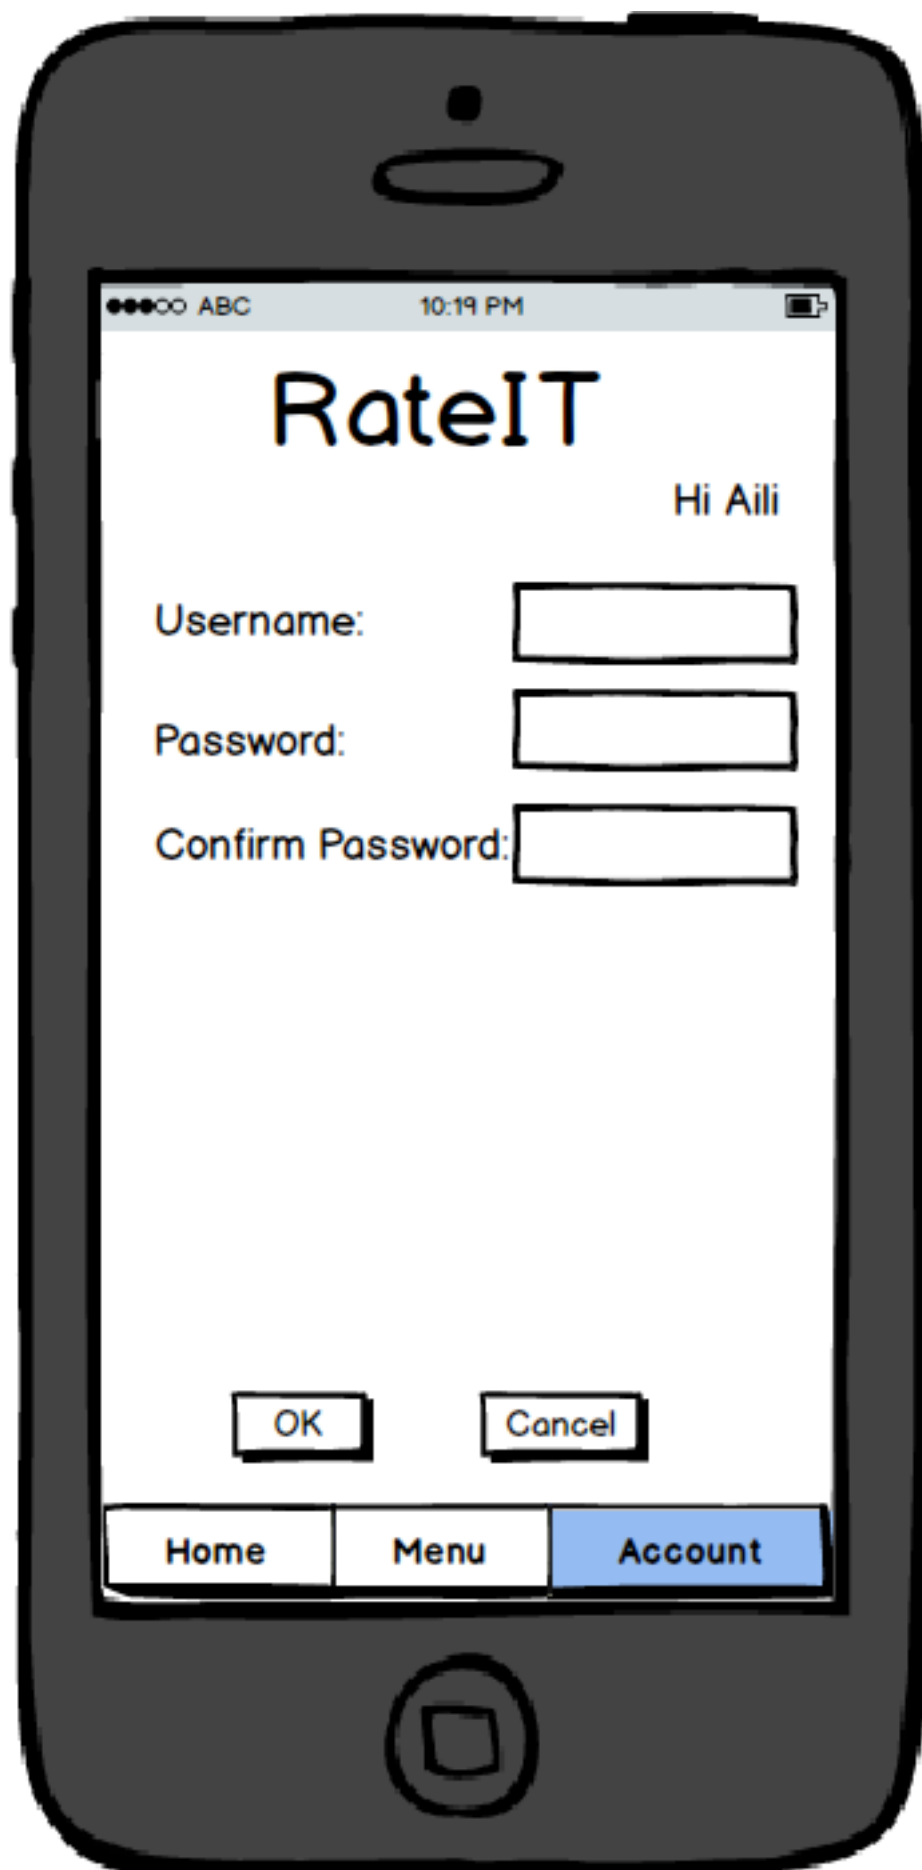 ABC 10:19 PM
RateIT
Hi Aili
Username:
Password:
Confirm Password:
OK Cancel
Home Menu Account